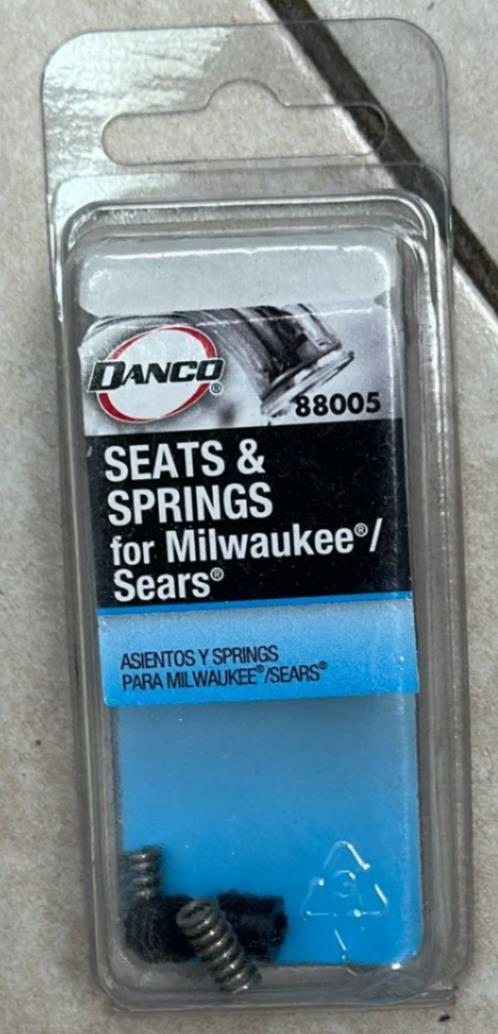 DANCO®
88005
SEATS &
SPRINGS
for Milwaukee®/
Sears®
ASIENTOS Y SPRINGS
PARA MILWAUKEE®/SEARS®
3